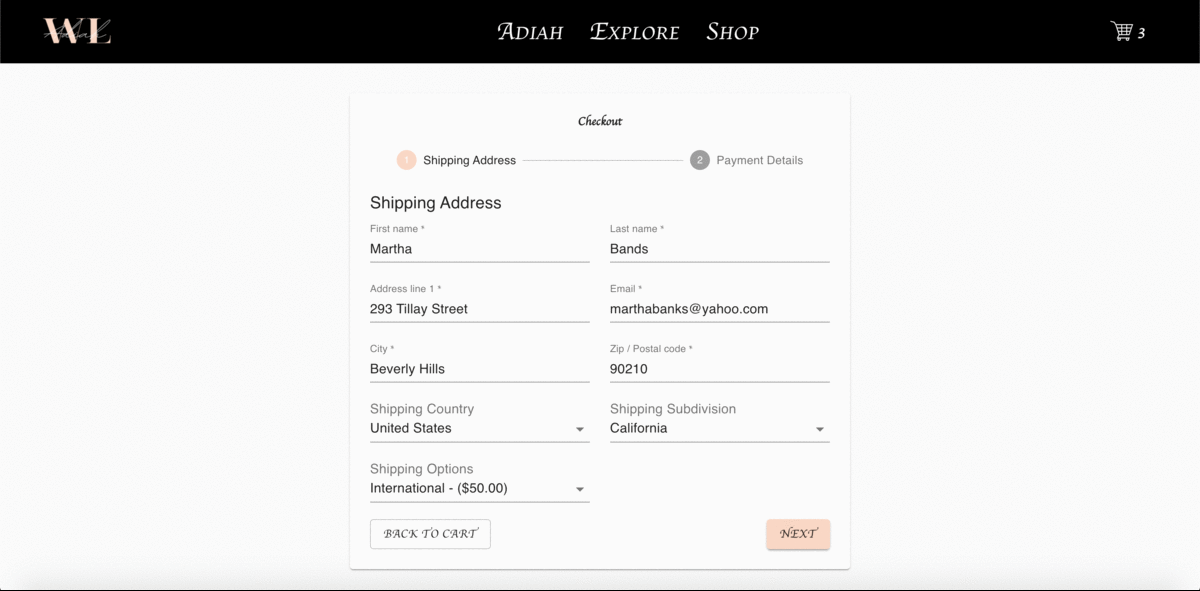 WL
ADIAH EXPLORE SHOP
3
Checkout
1 Shipping Address
2 Payment Details
Shipping Address
First name *
Last name *
Martha
Bands
Address line 1 *
Email *
293 Tillay Street
marthabanks@yahoo.com
City *
Zip / Postal code *
Beverly Hills
90210
Shipping Country
Shipping Subdivision
United States
California
Shipping Options
International - ($50.00)
BACK TO CART
NEXT